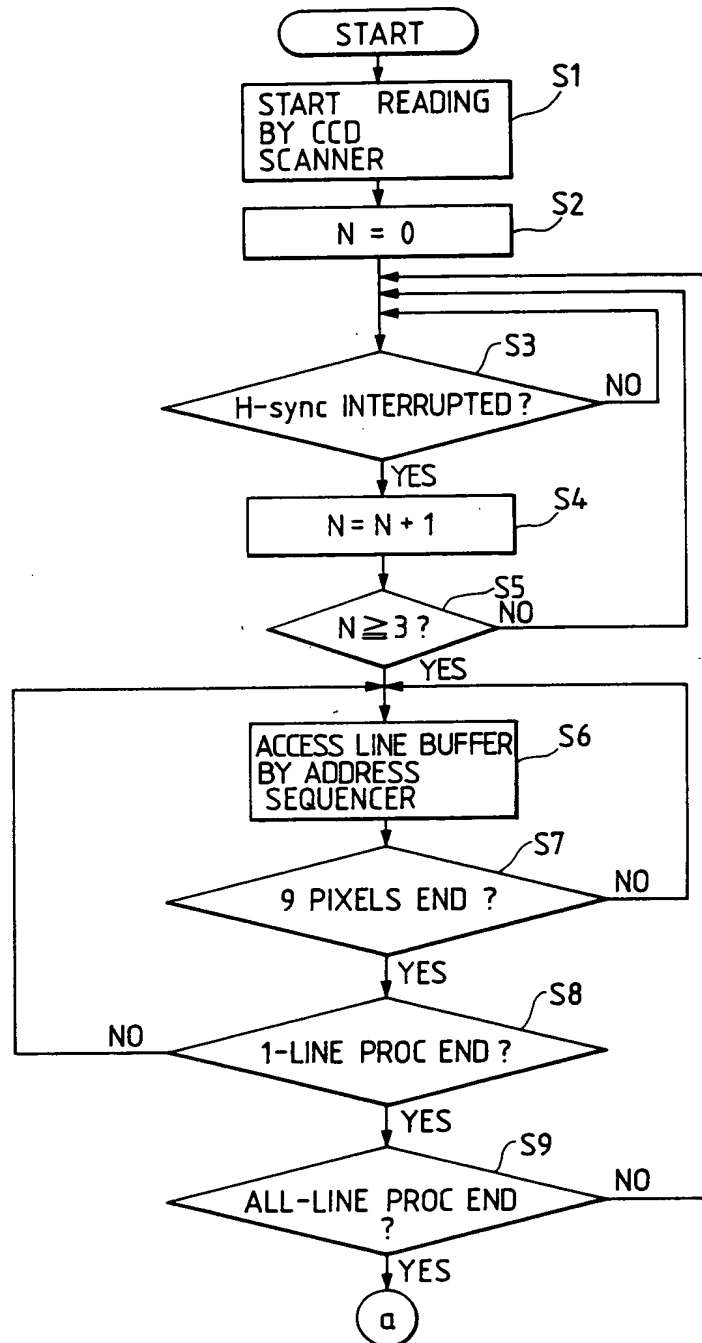 START
S1
START READING
BY CCD
SCANNER
S2
N = 0
S3
H-sync INTERRUPTED ?
NO
YES
S4
N = N + 1
S5
N ≧ 3 ?
NO
YES
S6
ACCESS LINE BUFFER
BY ADDRESS
SEQUENCER
S7
9 PIXELS END ?
NO
YES
S8
NO
1-LINE PROC END ?
YES
S9
NO
ALL-LINE PROC END
?
YES
a